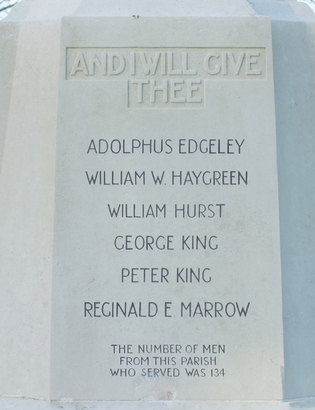 AND I WILL GIVE
THEE
ADOLPHUS EDGELEY
WILLIAM W. HAYGREEN
WILLIAM HURST
GEORGE KING
PETER KING
REGINALD E MARROW
THE NUMBER OF MEN
FROM THIS PARISH
WHO SERVED WAS 134